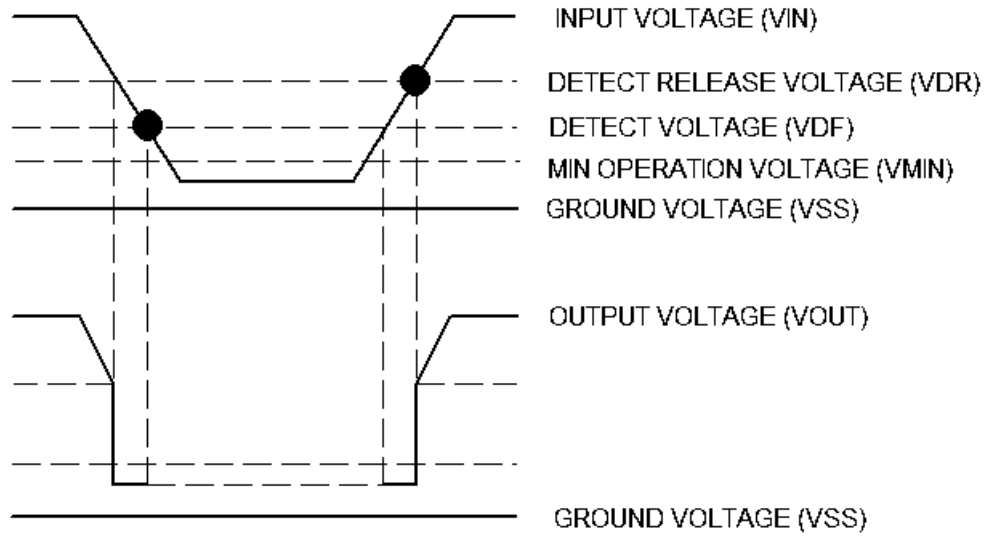 INPUT VOLTAGE (VIN)
DETECT RELEASE VOLTAGE (VDR)
DETECT VOLTAGE (VDF)
MIN OPERATION VOLTAGE (VMIN)
GROUND VOLTAGE (VSS)
OUTPUT VOLTAGE (VOUT)
GROUND VOLTAGE (VSS)